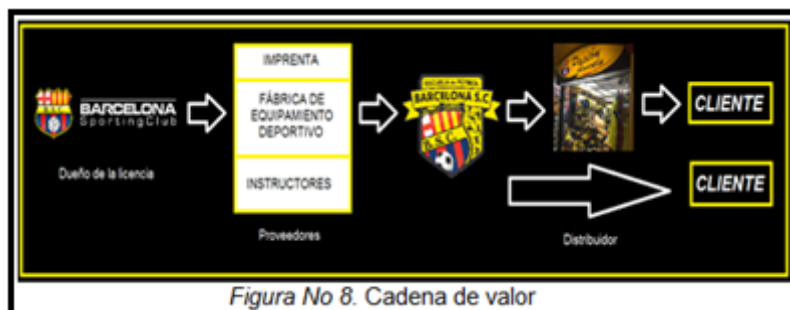 BARCELONA
SportingClub
Dueño de la licencia
IMPRENTA
FÁBRICA DE
EQUIPAMIENTO
DEPORTIVO
INSTRUCTORES
Proveedores
ESCUELA DE FÚTBOL
BARCELONA S.C
B.S.C.
Distribuidor
CLIENTE
CLIENTE
Figura No 8. Cadena de valor